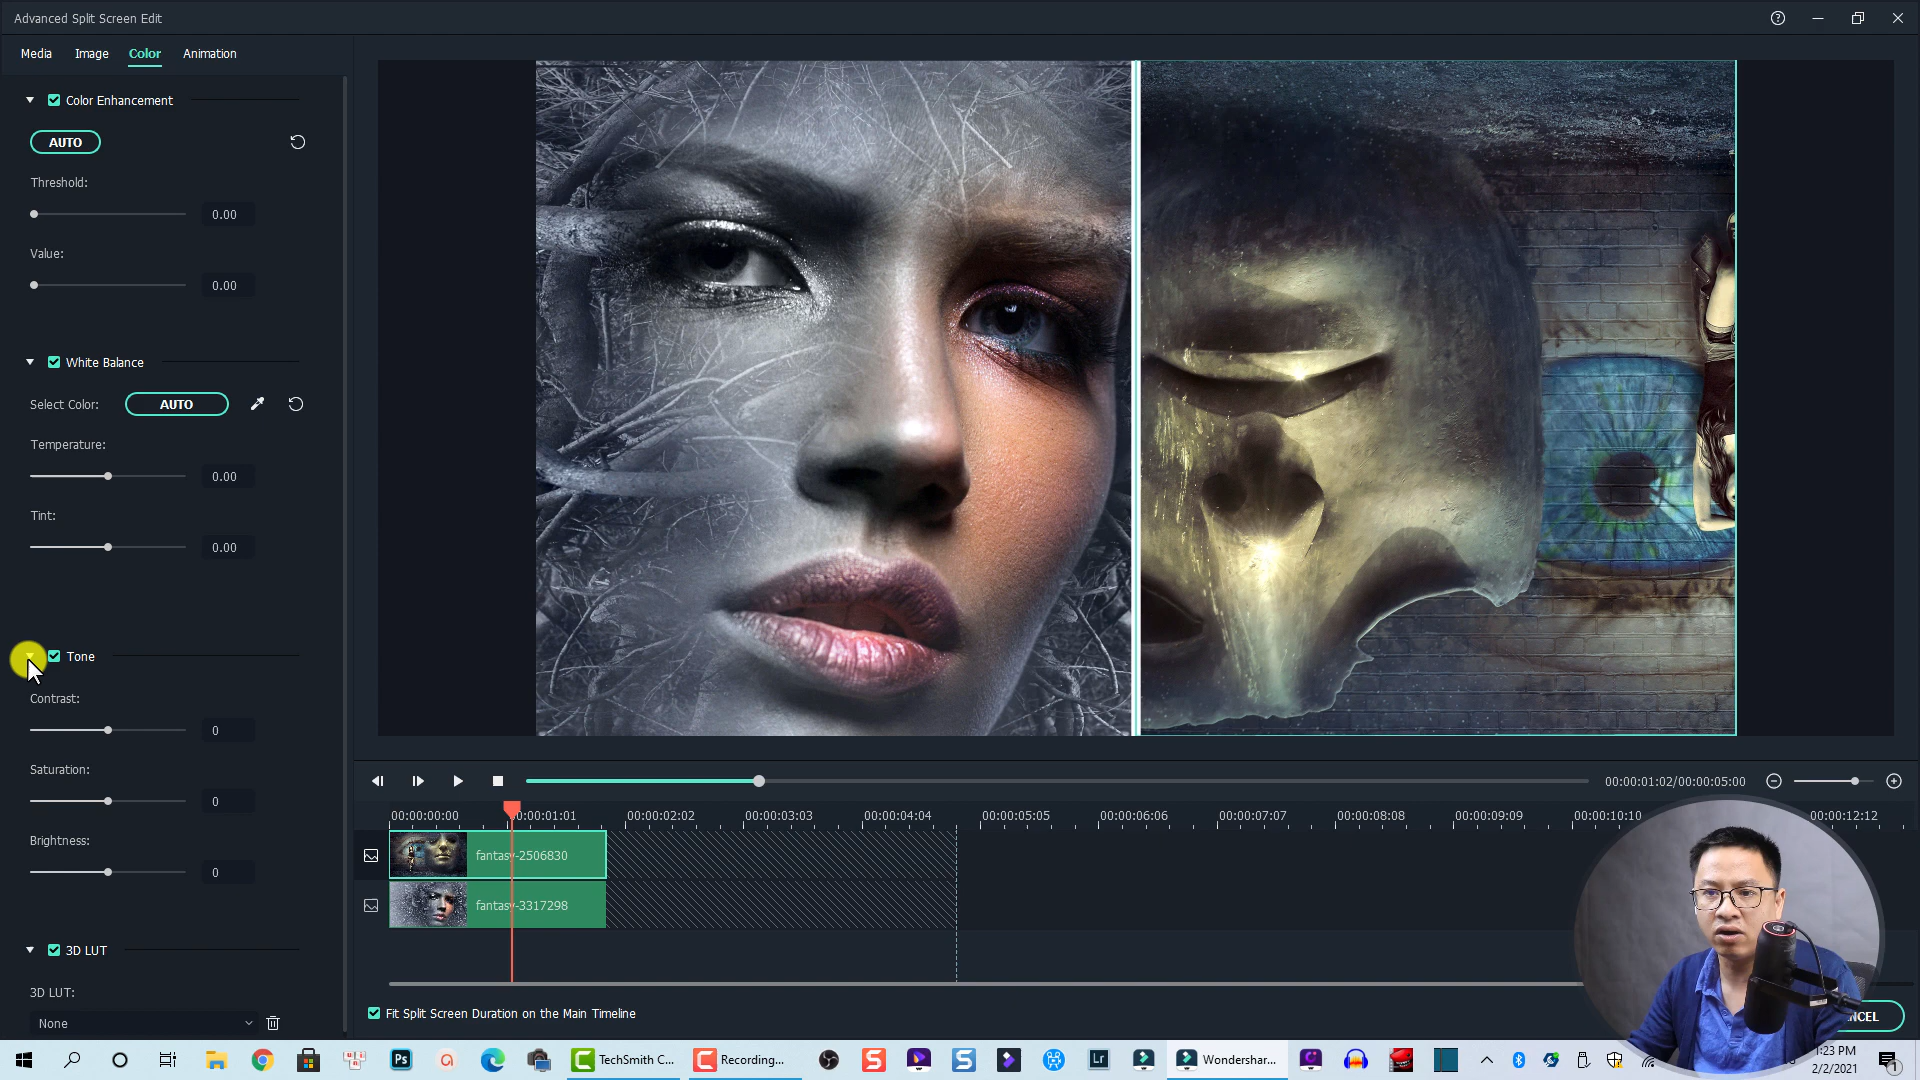 Advanced Split Screen Edit
Media Image Color Animation
Color Enhancement
AUTO
Threshold:
0.00
Value:
0.00
White Balance
Select Color: AUTO
Temperature:
0.00
Tint:
0.00
Tone
Contrast:
0
Saturation:
0
Brightness:
0
3D LUT
3D LUT:
None
00:00:01:02/00:00:05:00
00:00:00:00 00:00:01:01 00:00:02:02 00:00:03:03 00:00:04:04 00:00:05:05 00:00:06:06 00:00:07:07 00:00:08:08 00:00:09:09 00:00:10:10 00:00:12:12
fantasy-2506830
fantasy-3317298
Fit Split Screen Duration on the Main Timeline
Ps TechSmith C... Recording... Lr Wondershar...
1:23 PM
2/2/2021
1